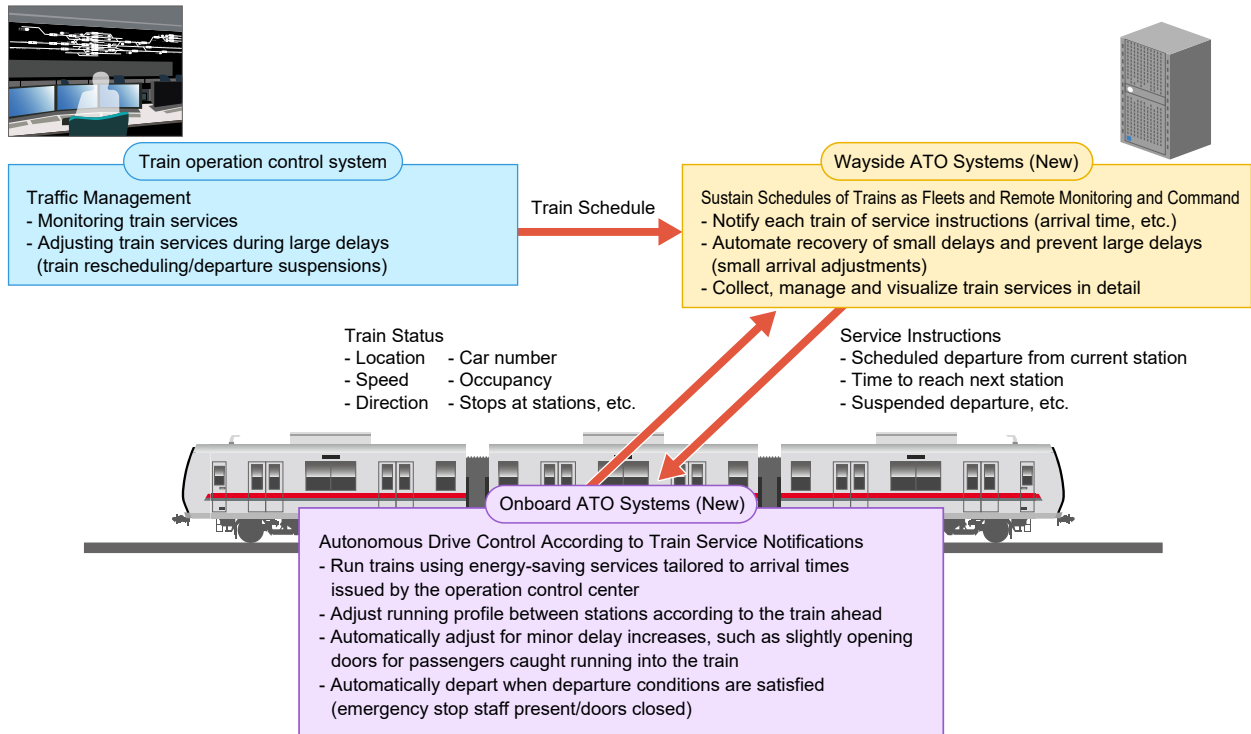 Train operation control system
Traffic Management
- Monitoring train services
- Adjusting train services during large delays
(train rescheduling/departure suspensions)
Train Schedule
Wayside ATO Systems (New)
Sustain Schedules of Trains as Fleets and Remote Monitoring and Command
- Notify each train of service instructions (arrival time, etc.)
- Automate recovery of small delays and prevent large delays
(small arrival adjustments)
- Collect, manage and visualize train services in detail
Train Status
- Location - Car number
- Speed - Occupancy
- Direction - Stops at stations, etc.
Service Instructions
- Scheduled departure from current station
- Time to reach next station
- Suspended departure, etc.
Onboard ATO Systems (New)
Autonomous Drive Control According to Train Service Notifications
- Run trains using energy-saving services tailored to arrival times
issued by the operation control center
- Adjust running profile between stations according to the train ahead
- Automatically adjust for minor delay increases, such as slightly opening
doors for passengers caught running into the train
- Automatically depart when departure conditions are satisfied
(emergency stop staff present/doors closed)